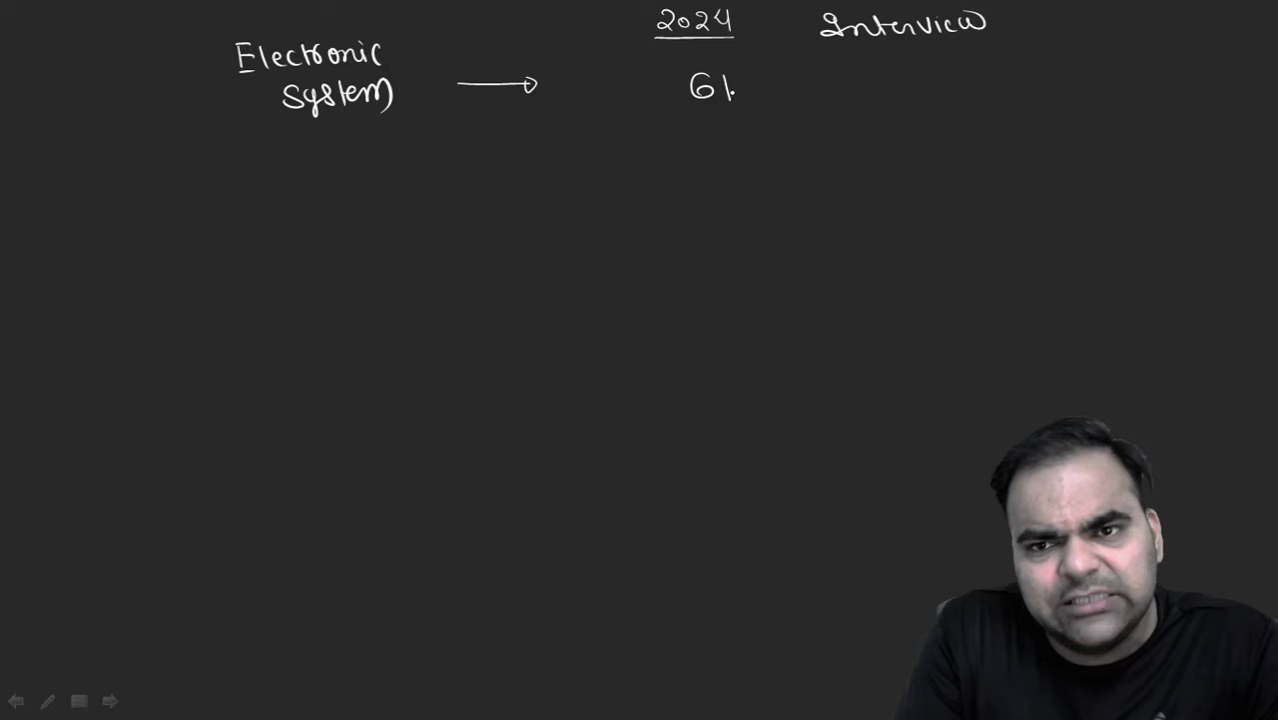 2024 Interview
Electronic
System → 61.